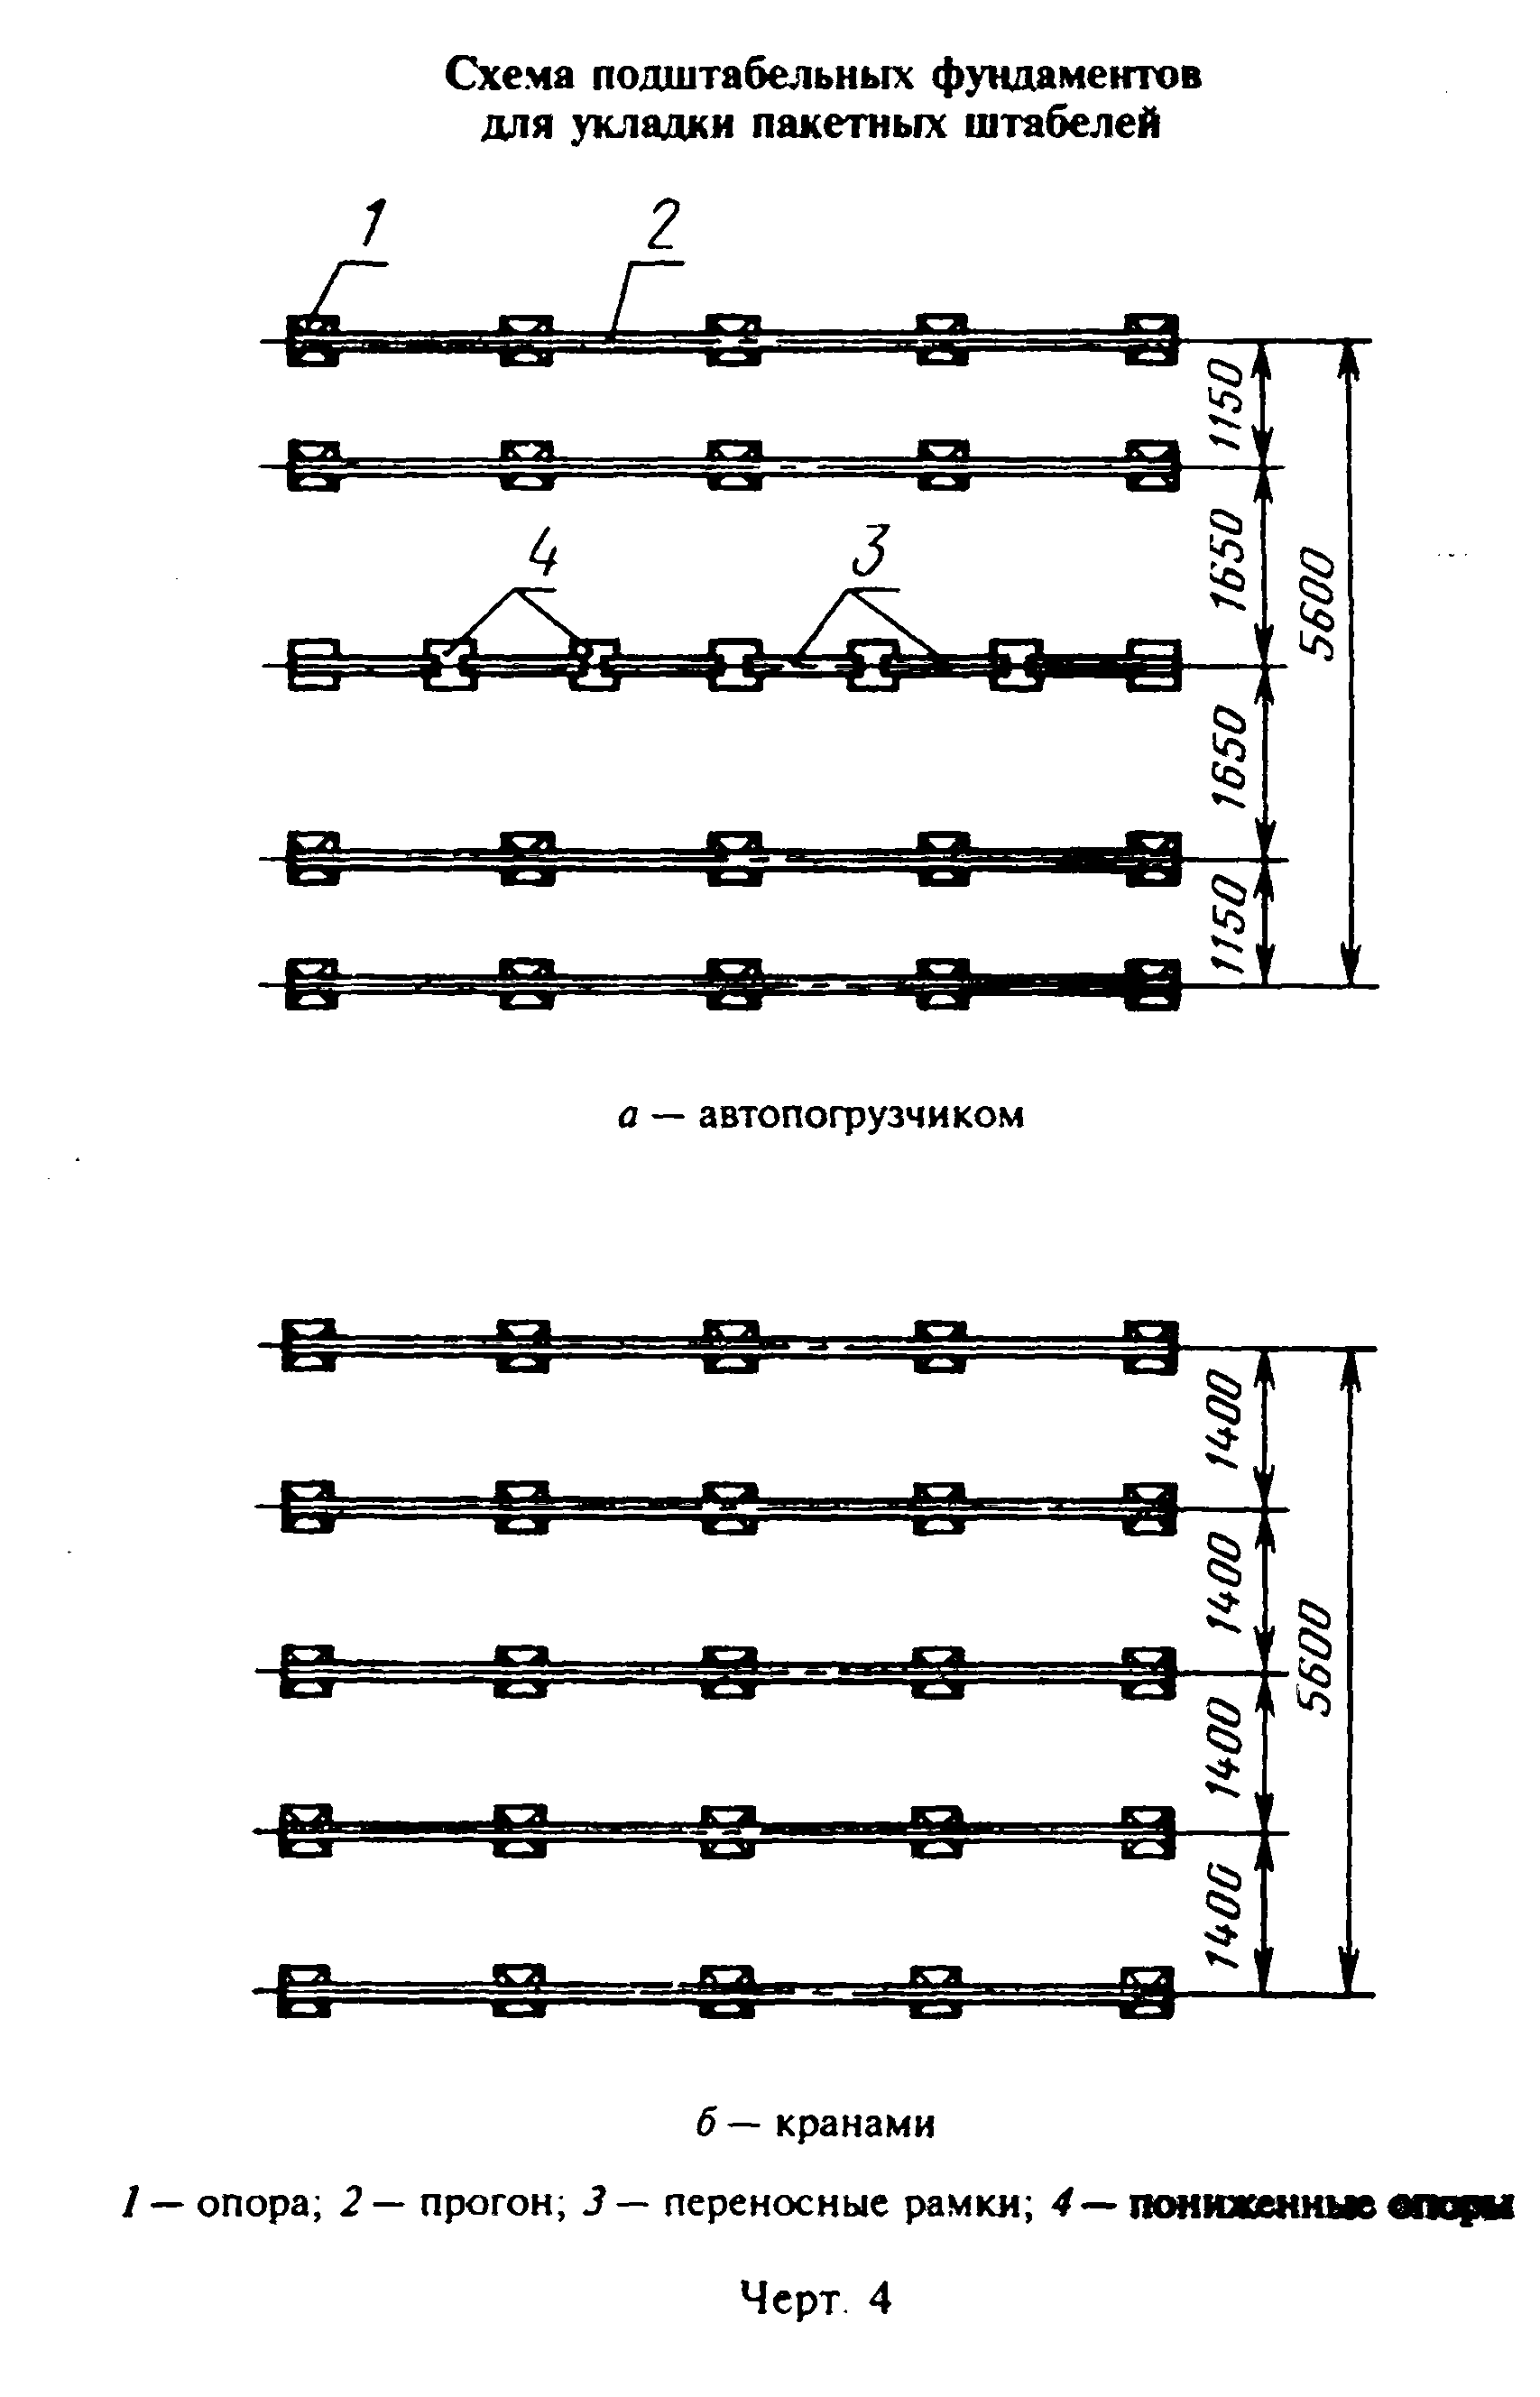 Схема подштабельных фундаментов
для укладки пакетных штабелей
1
2
1150
1650
5600
4
3
1650
1150
а — автопогрузчиком
1400
1400
5600
1400
1400
б — кранами
1 — опора; 2 — прогон; 3 — переносные рамки; 4 — пониженные опоры
Черт. 4